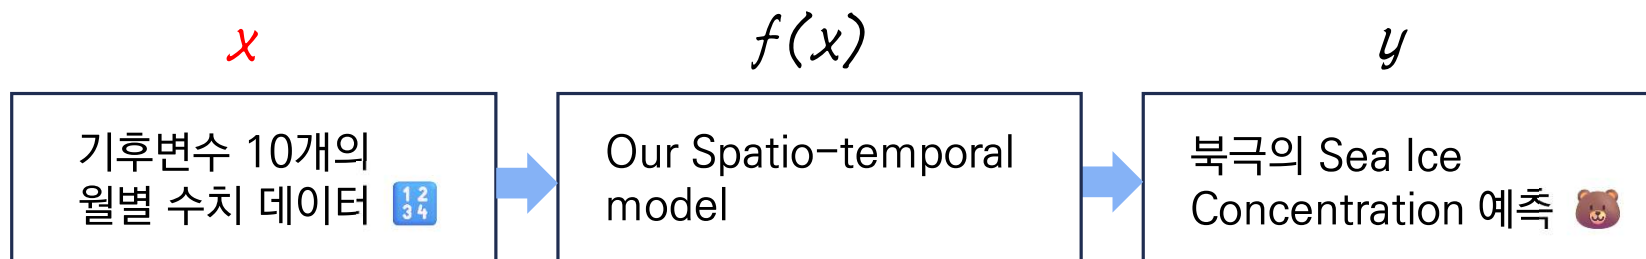 x
f(x)
y
기후변수 10개의
월별 수치 데이터 🔢
Our Spatio-temporal
model
북극의 Sea Ice
Concentration 예측 🐻